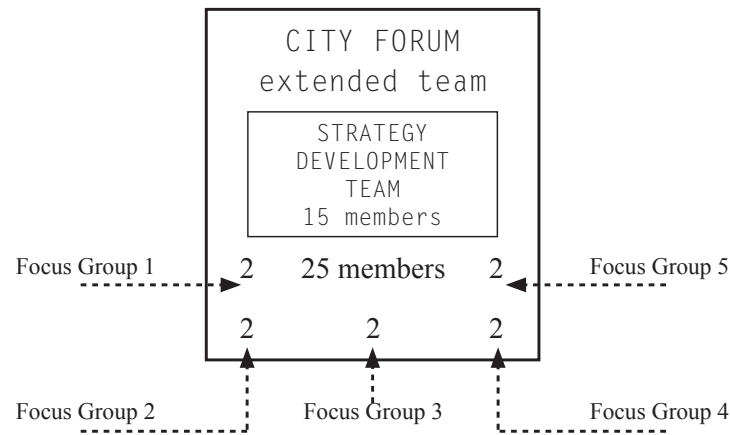 CITY FORUM
extended team
STRATEGY
DEVELOPMENT
TEAM
15 members
Focus Group 1 2 25 members 2 Focus Group 5
2 2 2
Focus Group 2 Focus Group 3 Focus Group 4